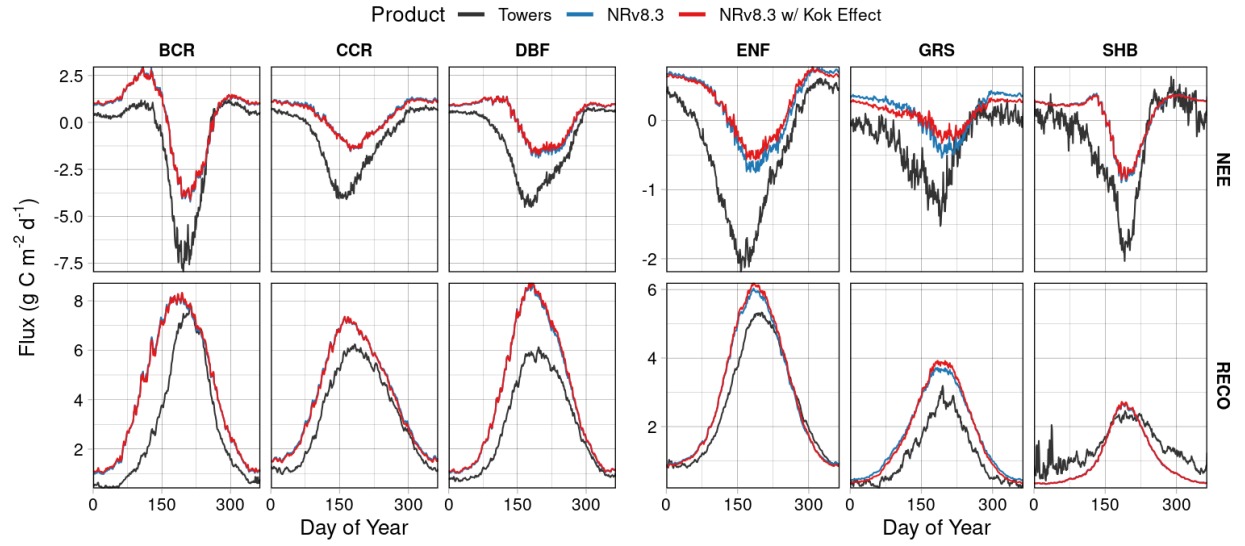 Product Towers NRv8.3 NRv8.3 w/ Kok Effect
BCR CCR DBF ENF GRS SHB
2.5
0.0
-2.5
-5.0
-7.5
0
-1
-2
NEE
Flux (g C m⁻² d⁻¹)
8
6
4
2
6
4
2
RECO
0 150 300 0 150 300 0 150 300 0 150 300 0 150 300 0 150 300
Day of Year Day of Year